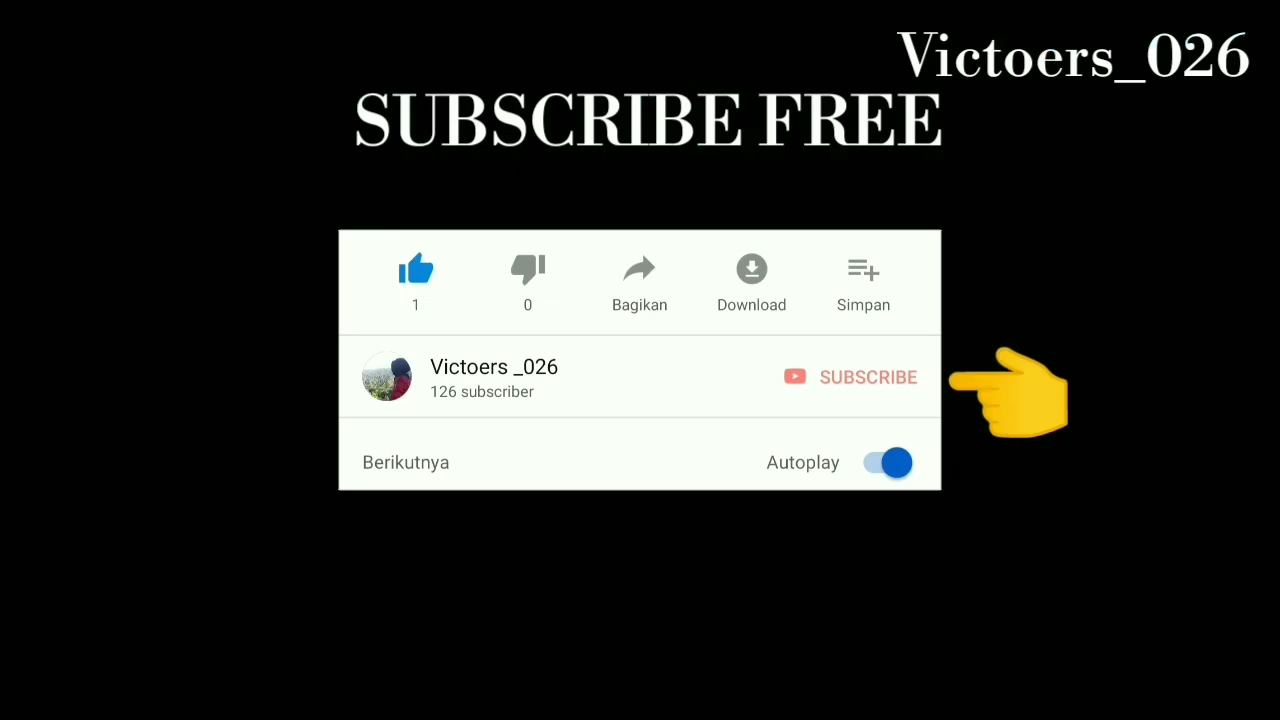 Victoers_026
SUBSCRIBE FREE
1 0 Bagikan Download Simpan
Victoers _026
126 subscriber
SUBSCRIBE
Berikutnya Autoplay